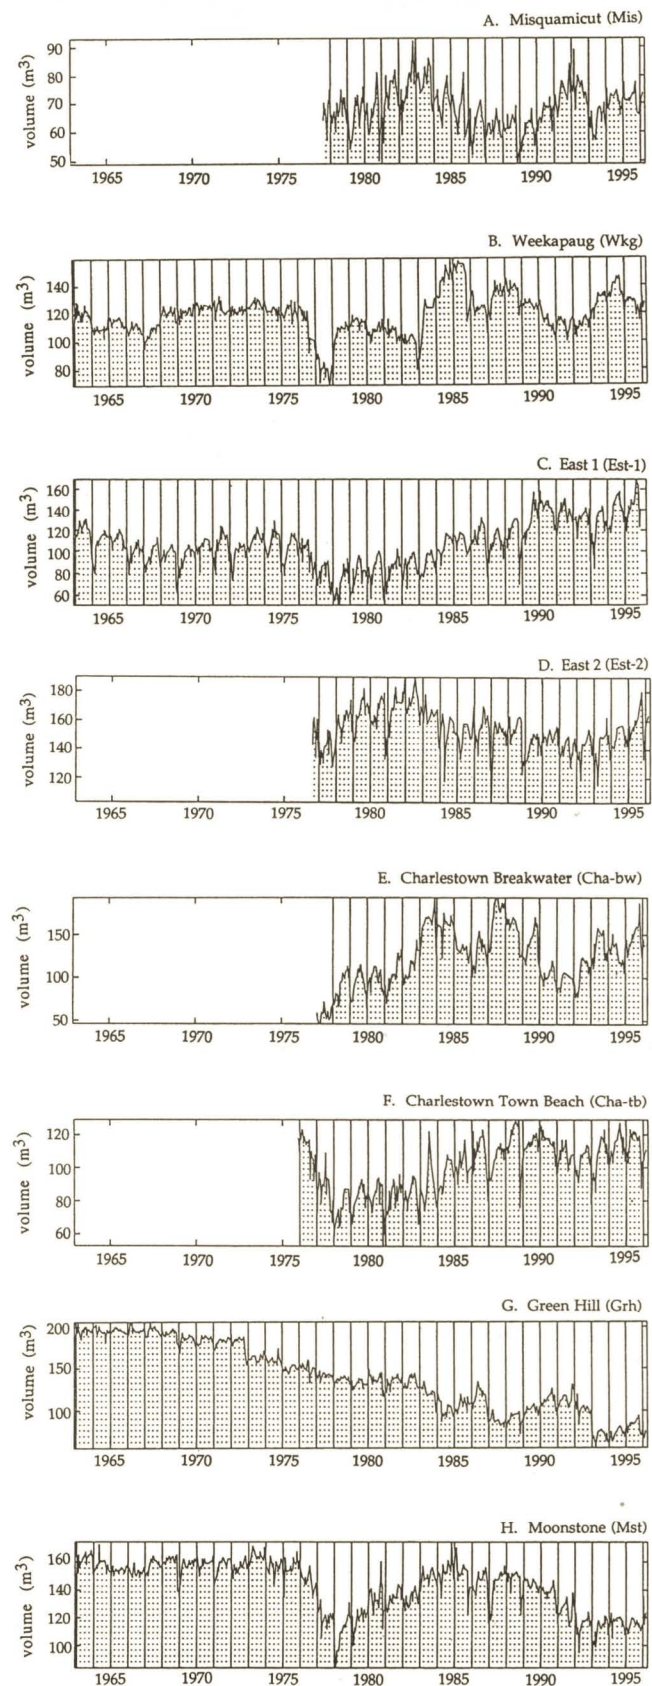 A. Misquamicut (Mis)
volume (m3)
90
80
70
60
50
1965 1970 1975 1980 1985 1990 1995
B. Weekapaug (Wkg)
volume (m3)
140
120
100
80
1965 1970 1975 1980 1985 1990 1995
C. East 1 (Est-1)
volume (m3)
160
140
120
100
80
60
1965 1970 1975 1980 1985 1990 1995
D. East 2 (Est-2)
volume (m3)
180
160
140
120
1965 1970 1975 1980 1985 1990 1995
E. Charlestown Breakwater (Cha-bw)
volume (m3)
150
100
50
1965 1970 1975 1980 1985 1990 1995
F. Charlestown Town Beach (Cha-tb)
volume (m3)
120
100
80
60
1965 1970 1975 1980 1985 1990 1995
G. Green Hill (Grh)
volume (m3)
200
150
100
1965 1970 1975 1980 1985 1990 1995
H. Moonstone (Mst)
volume (m3)
160
140
120
100
1965 1970 1975 1980 1985 1990 1995